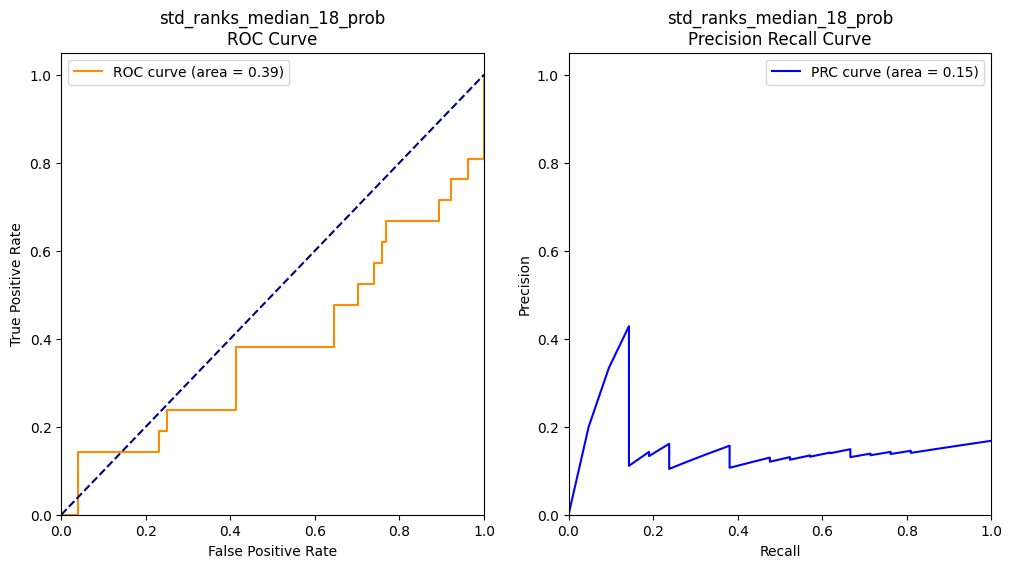 std_ranks_median_18_prob
ROC Curve
ROC curve (area = 0.39)
True Positive Rate
1.0
0.8
0.6
0.4
0.2
0.0
0.0 0.2 0.4 0.6 0.8 1.0
False Positive Rate
std_ranks_median_18_prob
Precision Recall Curve
PRC curve (area = 0.15)
Precision
1.0
0.8
0.6
0.4
0.2
0.0
0.0 0.2 0.4 0.6 0.8 1.0
Recall